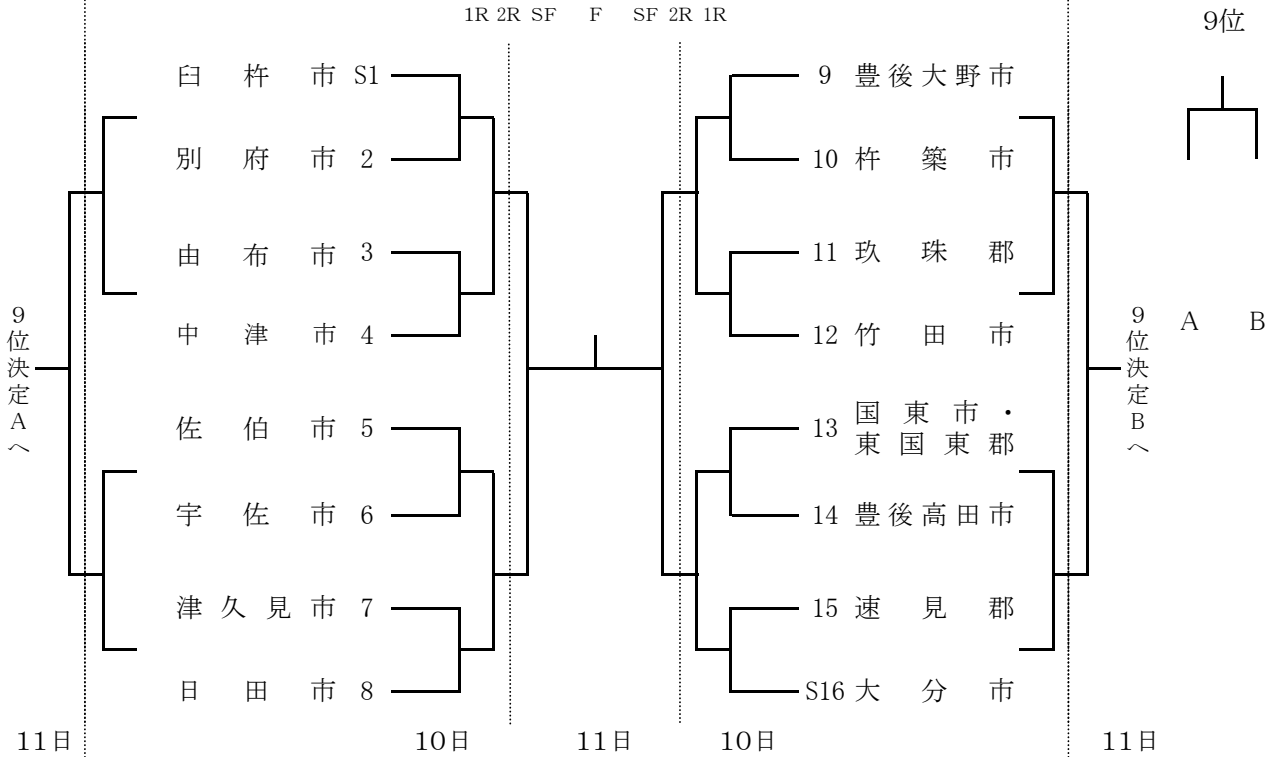 1R 2R SF F SF 2R 1R
9位
臼杵市 S1
別府市 2
由布市 3
中津市 4
佐伯市 5
宇佐市 6
津久見市 7
日田市 8
9 豊後大野市
10 杵築市
11 玖珠郡
12 竹田市
13 国東市・
東国東郡
14 豊後高田市
15 速見郡
S16 大分市
9位決定Aへ
9位決定Bへ
A B
11日 10日 11日 10日 11日